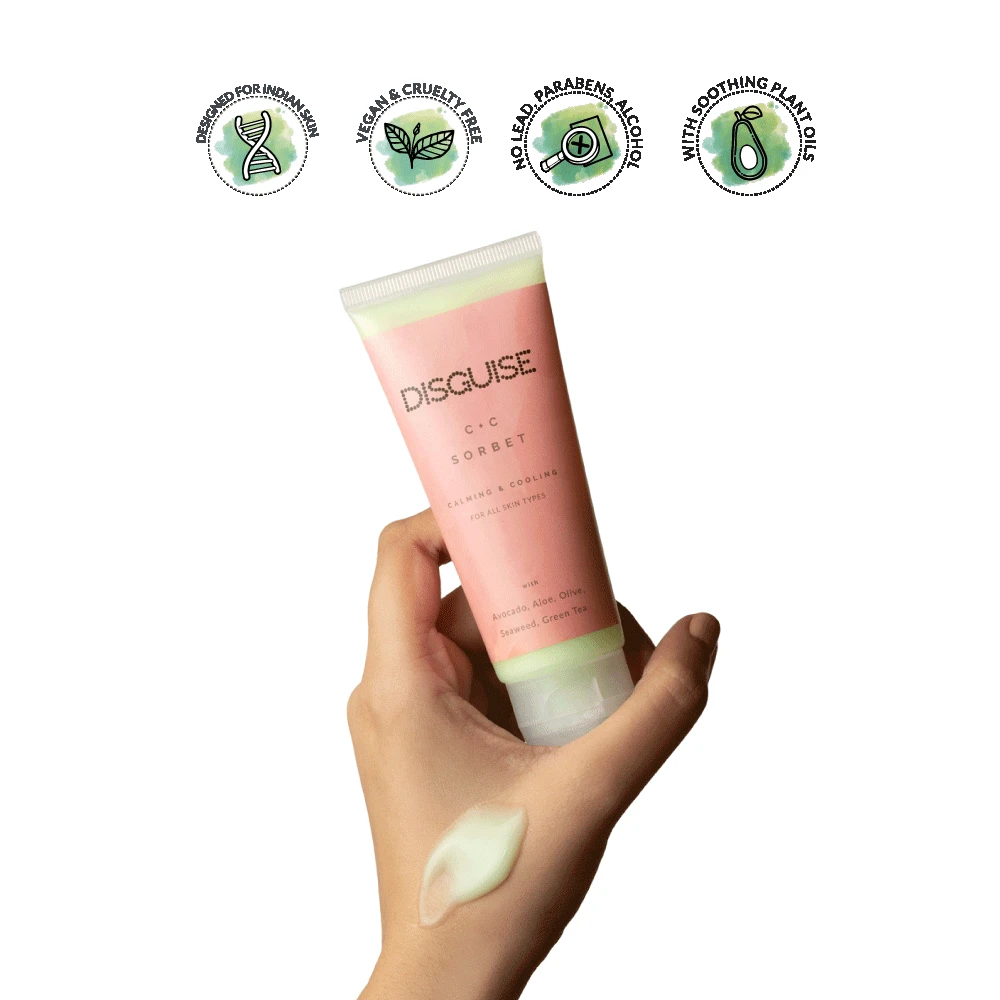 DESIGNED FOR INDIAN SKIN
VEGAN & CRUELTY FREE
NO LEAD, PARABENS, ALCOHOL
WITH SOOTHING PLANT OILS
DISGUISE
C+C
SORBET
CALMING & COOLING
FOR ALL SKIN TYPES
with
Avocado, Aloe, Olive,
Seaweed, Green Tea